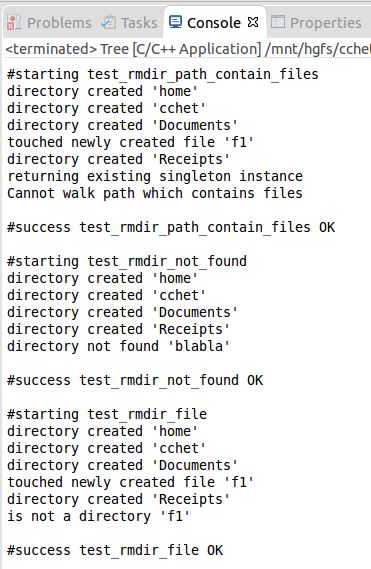 Problems Tasks Console Properties
<terminated> Tree [C/C++ Application] /mnt/hgfs/cchet
#starting test_rmdir_path_contain_files
directory created 'home'
directory created 'cchet'
directory created 'Documents'
touched newly created file 'f1'
directory created 'Receipts'
returning existing singleton instance
Cannot walk path which contains files
#success test_rmdir_path_contain_files OK
#starting test_rmdir_not_found
directory created 'home'
directory created 'cchet'
directory created 'Documents'
directory created 'Receipts'
directory not found 'blabla'
#success test_rmdir_not_found OK
#starting test_rmdir_file
directory created 'home'
directory created 'cchet'
directory created 'Documents'
touched newly created file 'f1'
directory created 'Receipts'
is not a directory 'f1'
#success test_rmdir_file OK